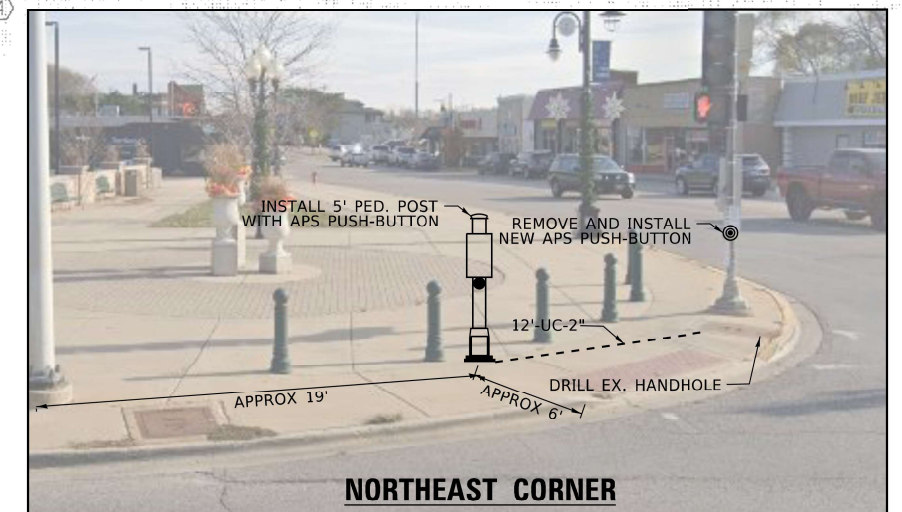 INSTALL 5' PED. POST
WITH APS PUSH-BUTTON
REMOVE AND INSTALL
NEW APS PUSH-BUTTON
12'-UC-2"
DRILL EX. HANDHOLE
APPROX 19'
APPROX 6'
NORTHEAST CORNER